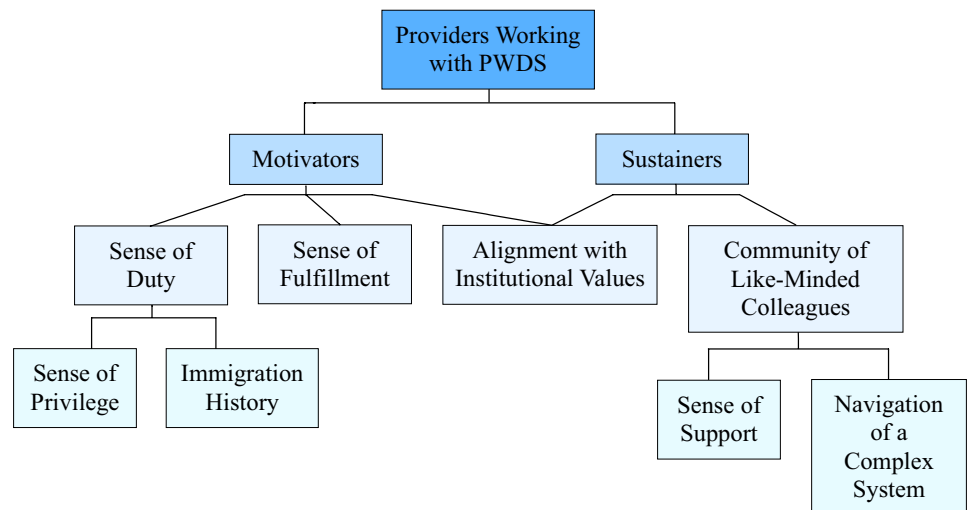 Providers Working
with PWDS
Motivators
Sustainers
Sense of
Duty
Sense of
Fulfillment
Alignment with
Institutional Values
Community of
Like-Minded
Colleagues
Sense of
Privilege
Immigration
History
Sense of
Support
Navigation
of a
Complex
System